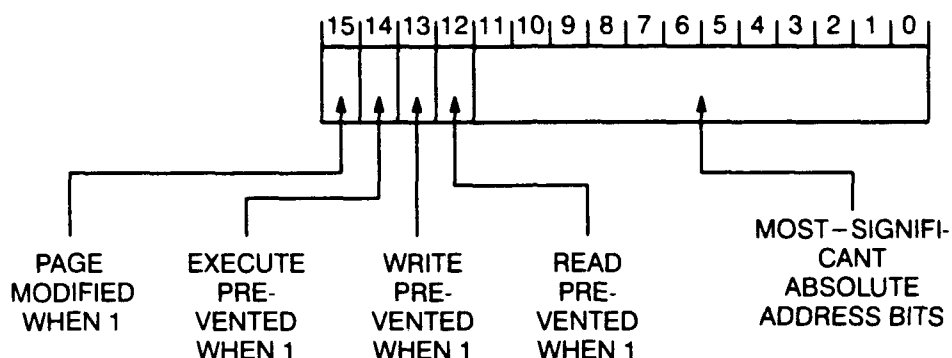 15 14 13 12 11 10 9 8 7 6 5 4 3 2 1 0
PAGE
MODIFIED
WHEN 1
EXECUTE
PRE-
VENTED
WHEN 1
WRITE
PRE-
VENTED
WHEN 1
READ
PRE-
VENTED
WHEN 1
MOST–SIGNIFI-
CANT
ABSOLUTE
ADDRESS BITS